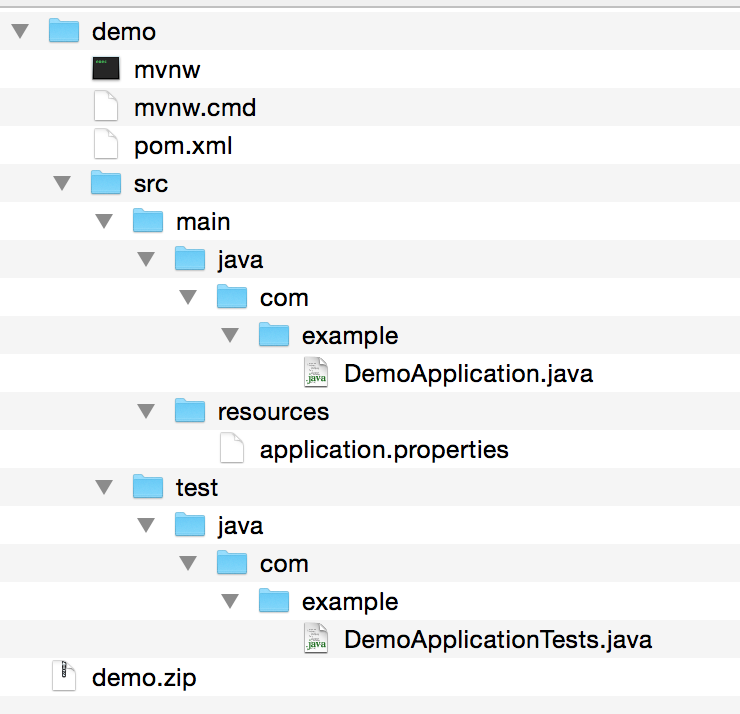 demo
mvnw
mvnw.cmd
pom.xml
src
main
java
com
example
DemoApplication.java
resources
application.properties
test
java
com
example
DemoApplicationTests.java
demo.zip